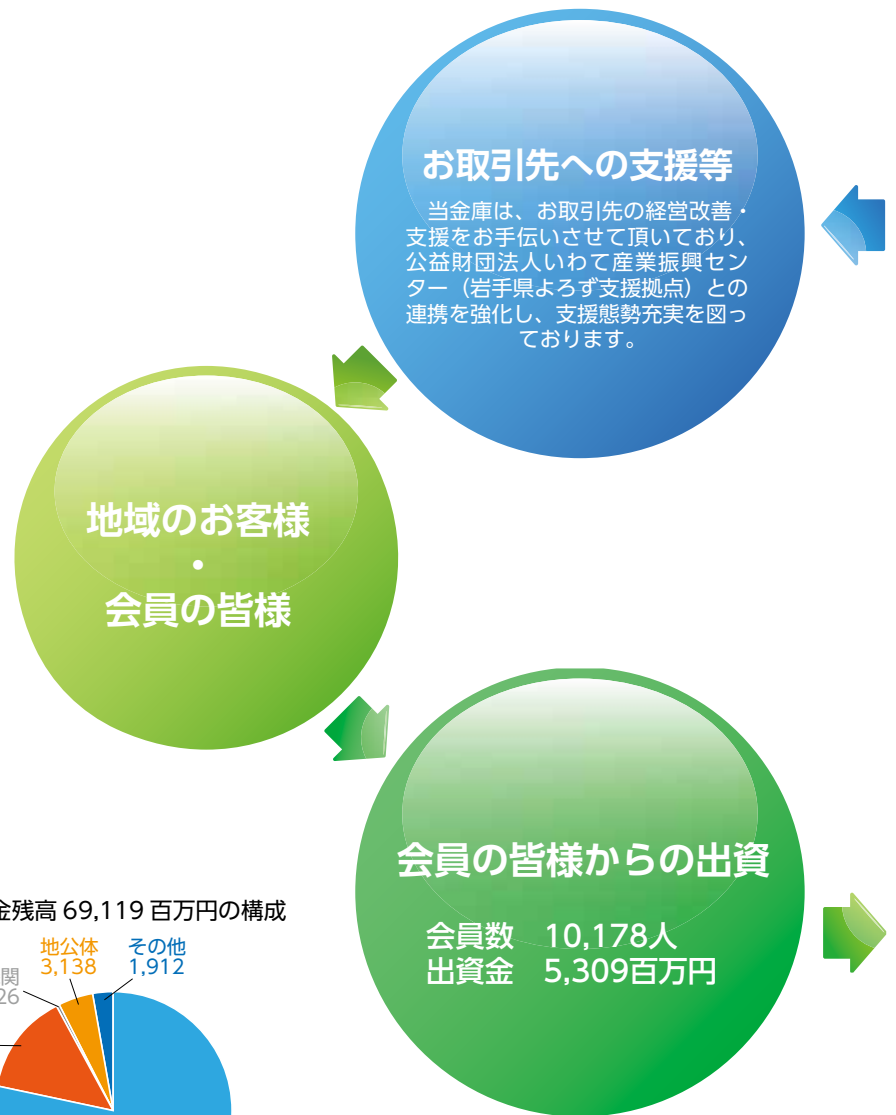 お取引先への支援等
当金庫は、お取引先の経営改善・
支援をお手伝いさせて頂いており、
公益財団法人いわて産業振興セン
ター（岩手県よろず支援拠点）との
連携を強化し、支援態勢充実を図っ
ております。
地域のお客様
・
会員の皆様
会員の皆様からの出資
会員数 10,178人
出資金 5,309百万円
金残高 69,119 百万円の構成
地公体
3,138
その他
1,912
関
26